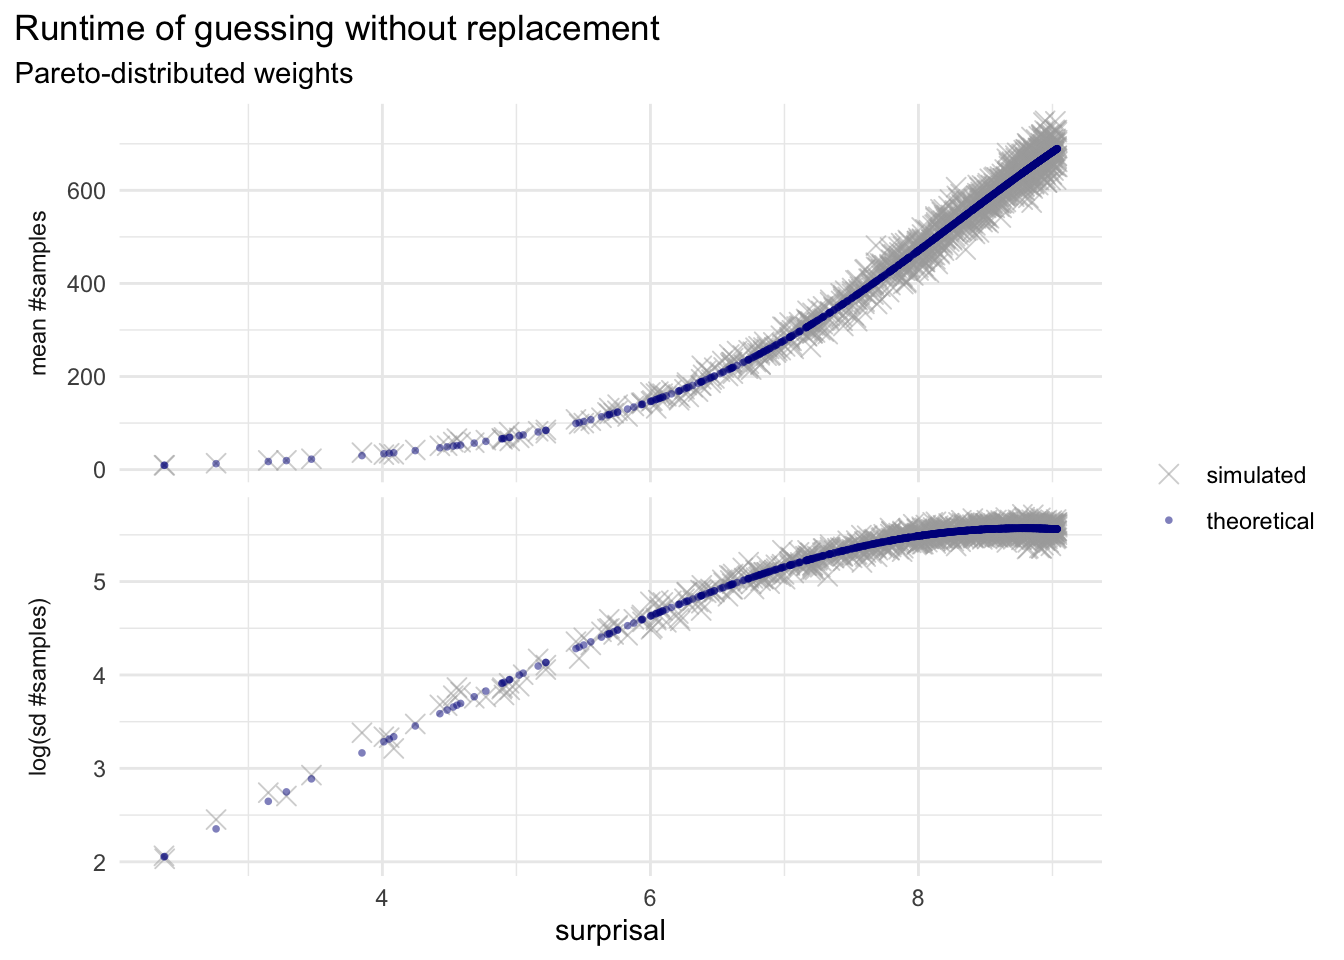 Runtime of guessing without replacement
Pareto-distributed weights
mean #samples
600
400
200
0
log(sd #samples)
5
4
3
2
4
6
8
surprisal
simulated
theoretical